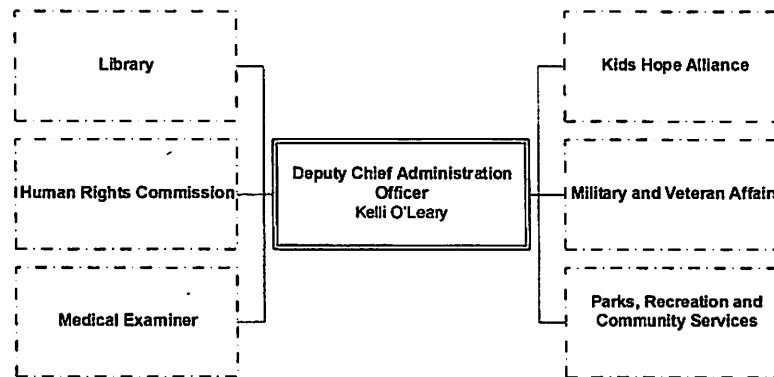 Library
Kids Hope Alliance
Human Rights Commission
Deputy Chief Administration
Officer
Kelli O'Leary
Military and Veteran Affair
Medical Examiner
Parks, Recreation and
Community Services